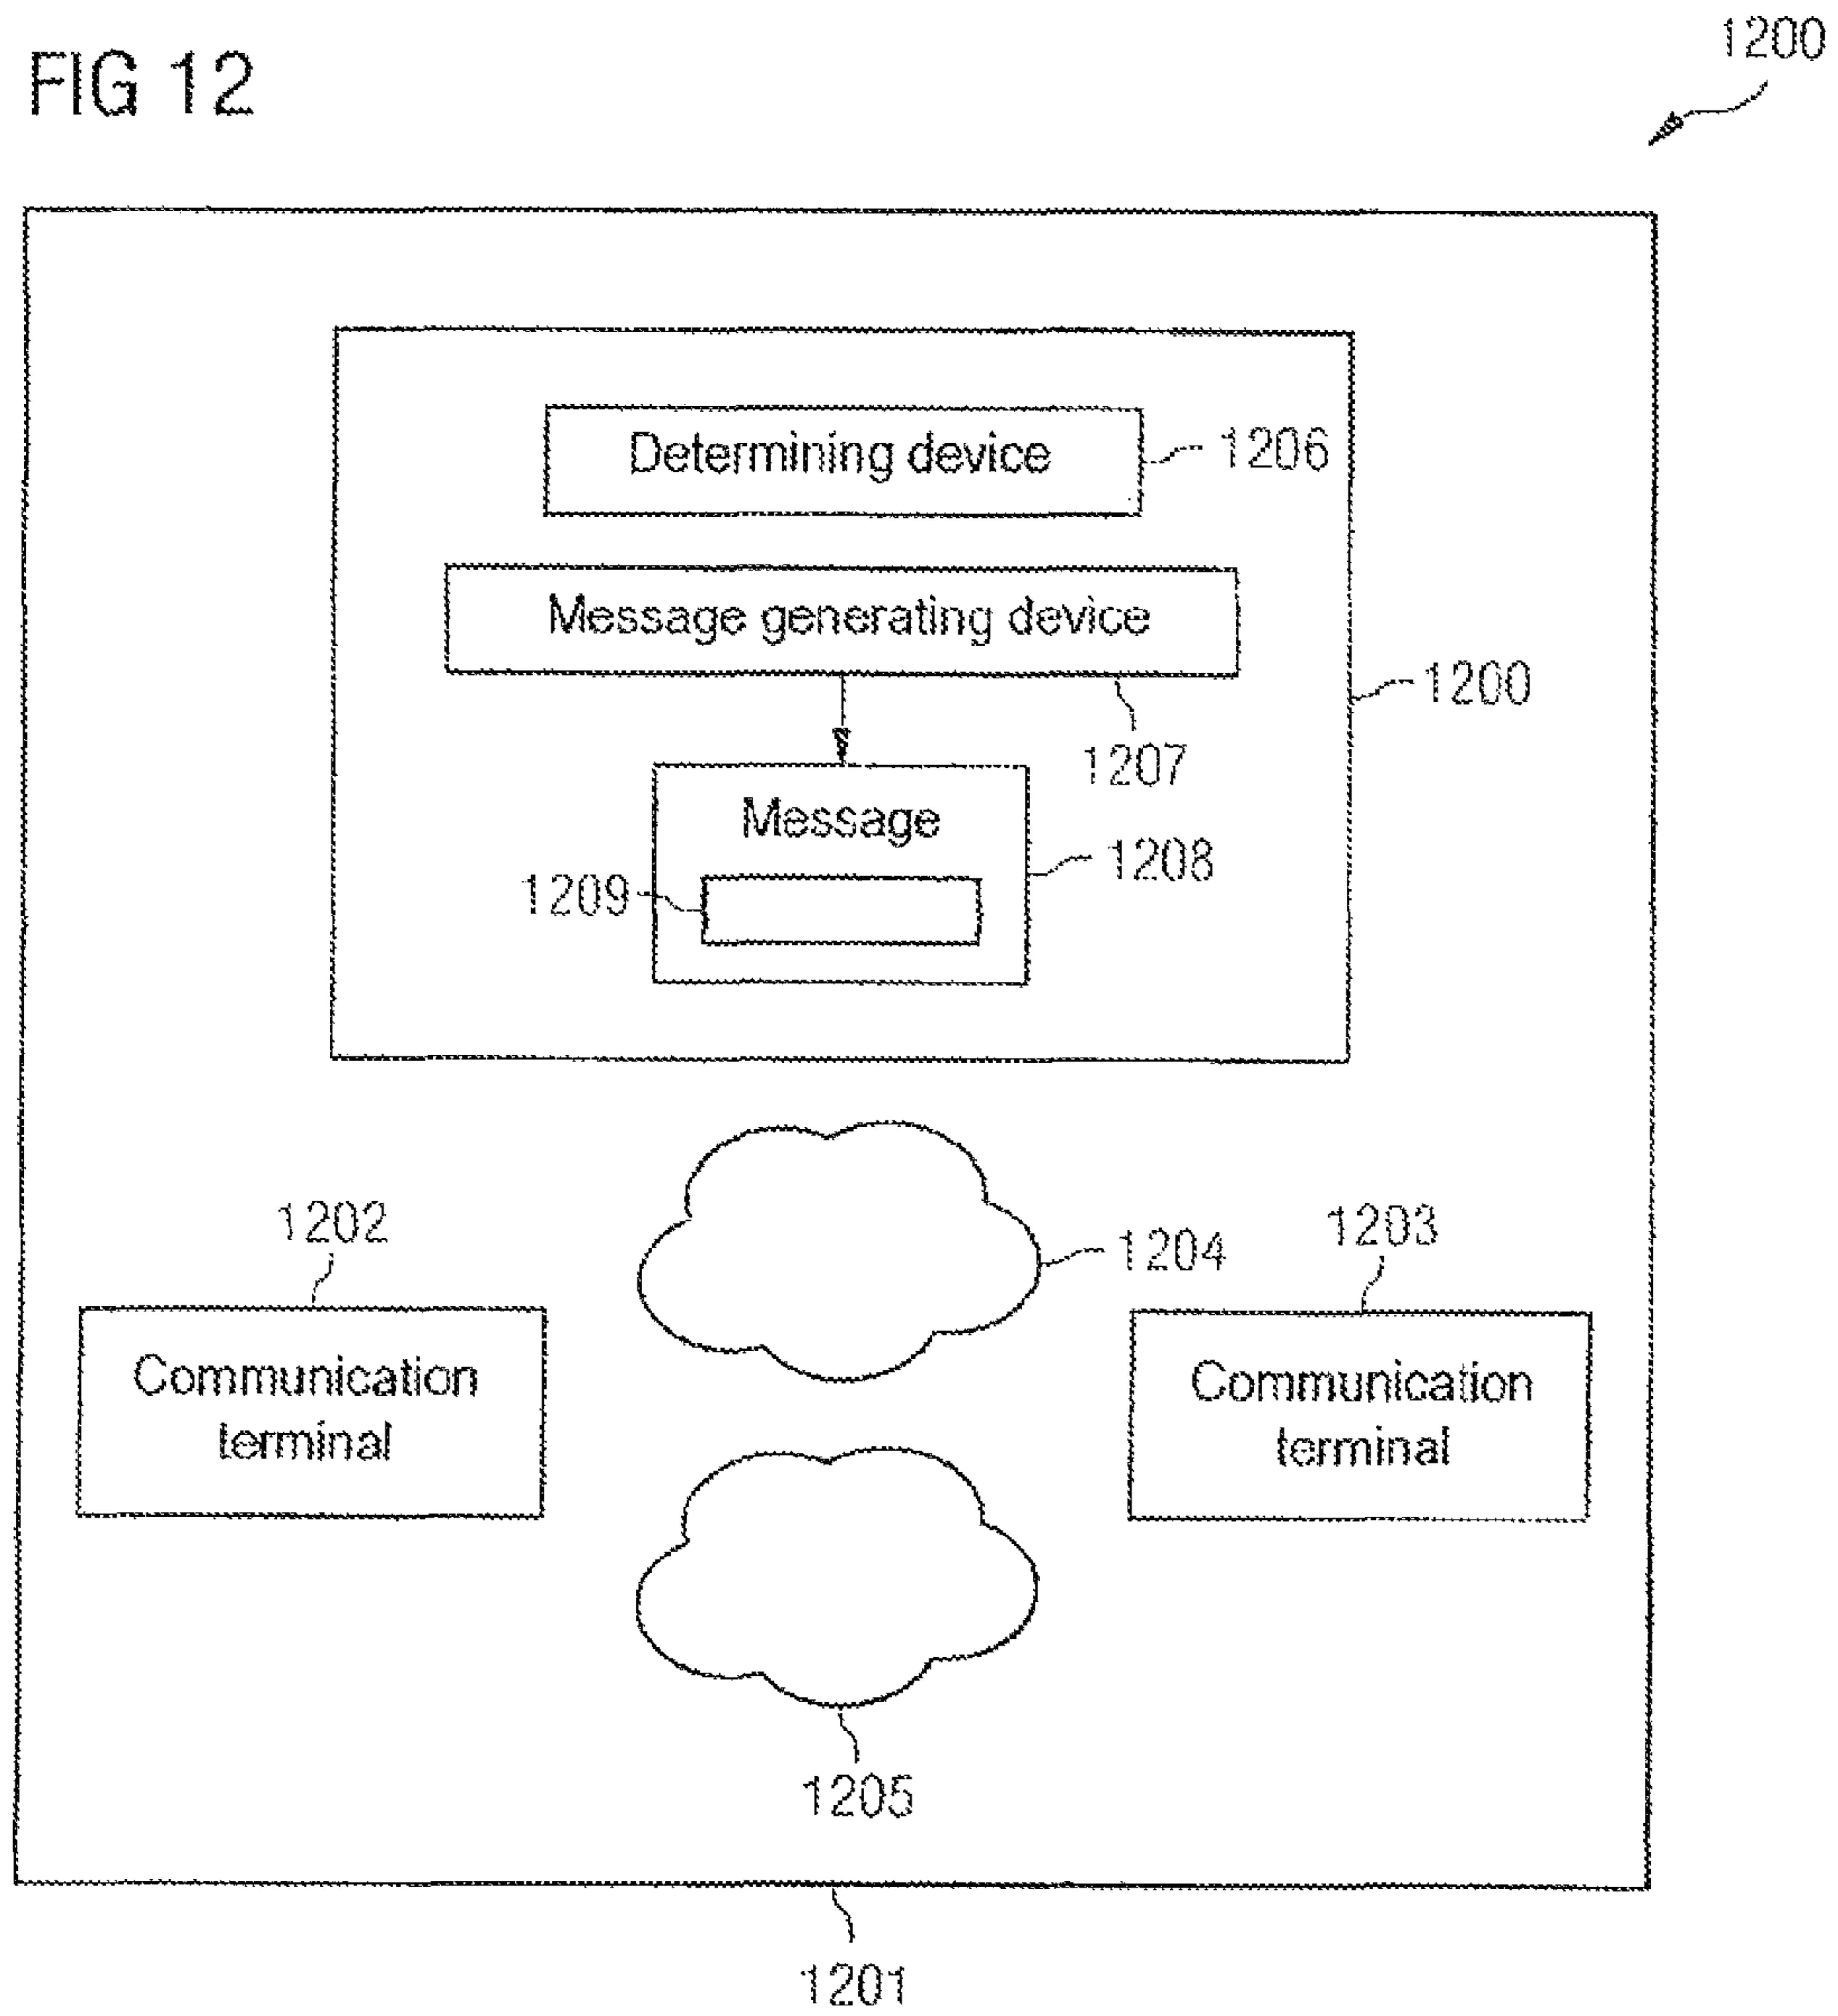 FIG 12
1200
Determining device
1206
Message generating device
1200
1207
Message
1208
1209
1202
1204
1203
Communication
terminal
Communication
terminal
1205
1201